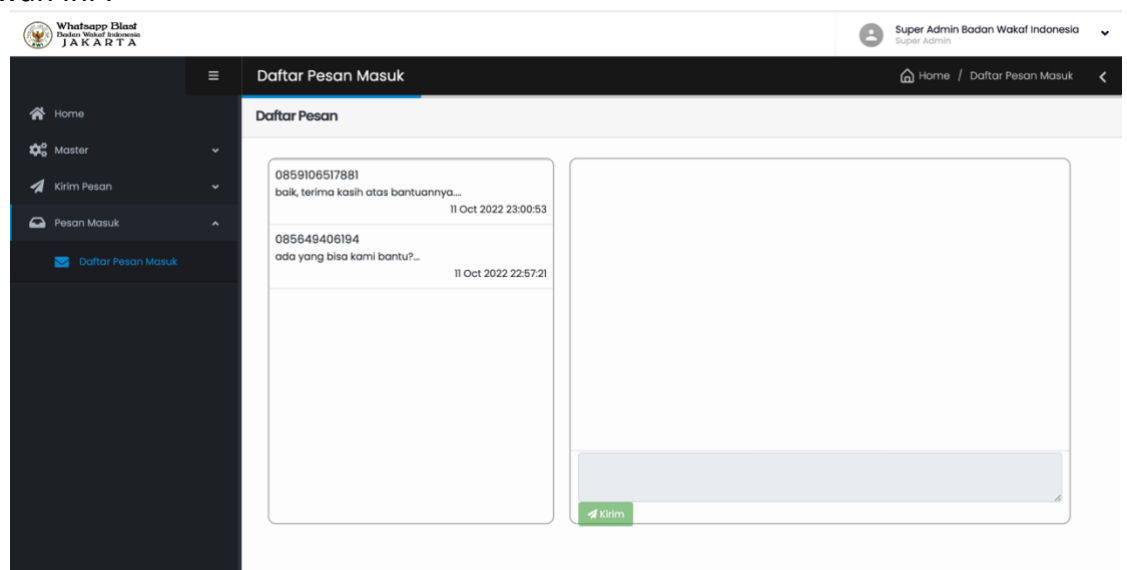 Whatsapp Blast
Badan Wakaf Indonesia
JAKARTA
Super Admin Badan Wakaf Indonesia
Super Admin
Daftar Pesan Masuk
Home / Daftar Pesan Masuk
Home
Master
Kirim Pesan
Pesan Masuk
Daftar Pesan Masuk
Daftar Pesan
0859106517881
baik, terima kasih atas bantuannya....
11 Oct 2022 23:00:53
085649406194
ada yang bisa kami bantu?...
11 Oct 2022 22:57:21
Kirim